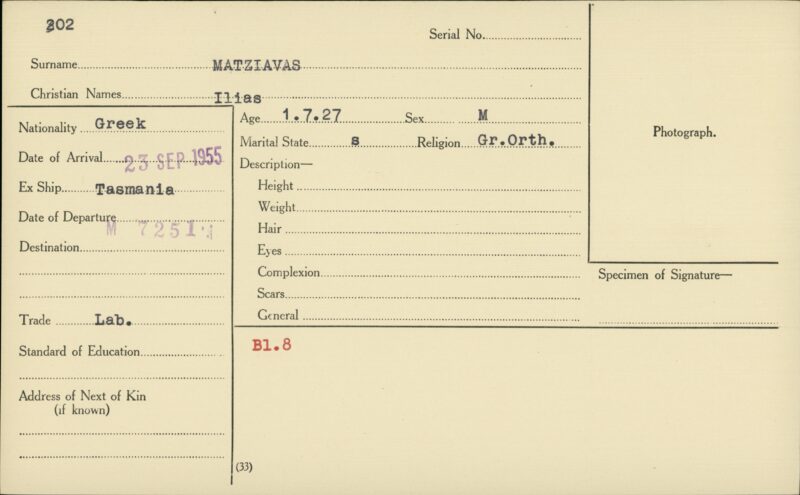 202
Serial No.
Surname MATZIAVAS
Christian Names Ilias
Nationality Greek
Date of Arrival 23 SEP 1955
Ex Ship Tasmania
Date of Departure
M 7251
Destination
Trade Lab.
Standard of Education
Address of Next of Kin
(if known)
Age 1.7.27 Sex M
Marital State s Religion Gr.Orth.
Description—
Height
Weight
Hair
Eyes
Complexion
Scars
General
Photograph.
Specimen of Signature—
Bl.8
(33)